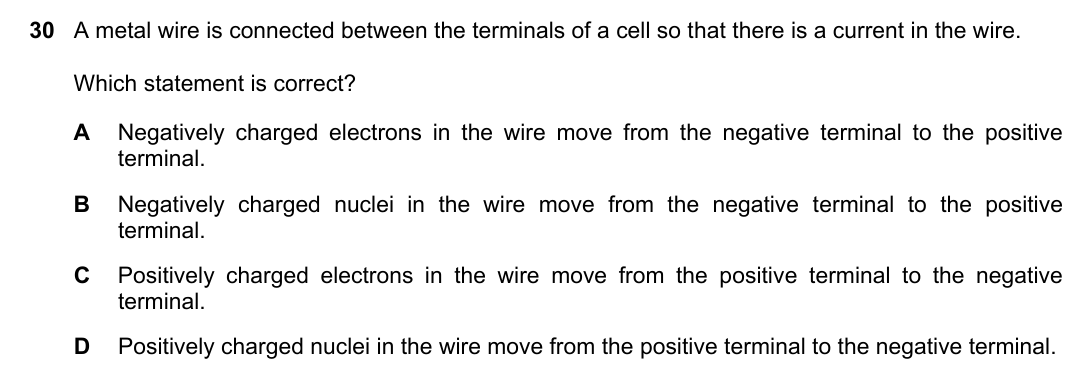 30 A metal wire is connected between the terminals of a cell so that there is a current in the wire.
Which statement is correct?
A Negatively charged electrons in the wire move from the negative terminal to the positive
terminal.
B Negatively charged nuclei in the wire move from the negative terminal to the positive
terminal.
C Positively charged electrons in the wire move from the positive terminal to the negative
terminal.
D Positively charged nuclei in the wire move from the positive terminal to the negative terminal.